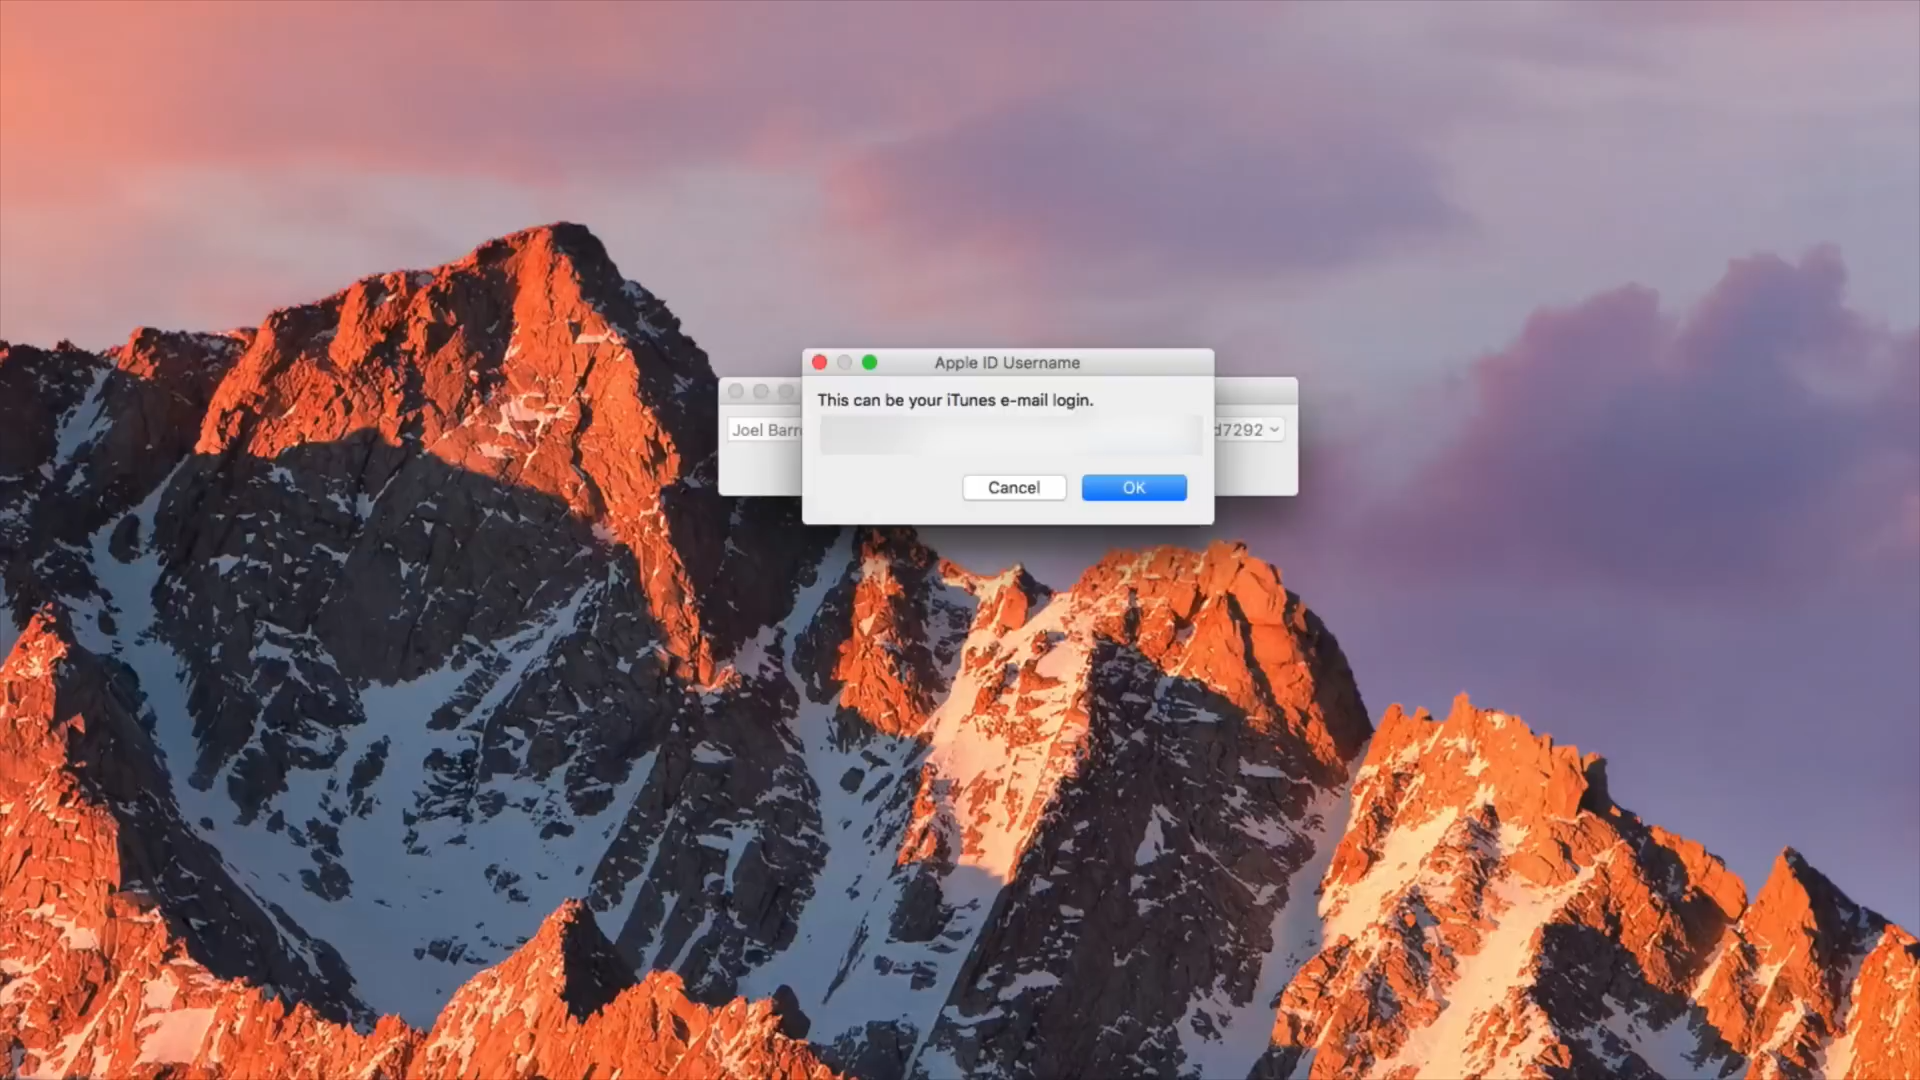 Apple ID Username
This can be your iTunes e-mail login.
Joel Barr
d7292
Cancel
OK